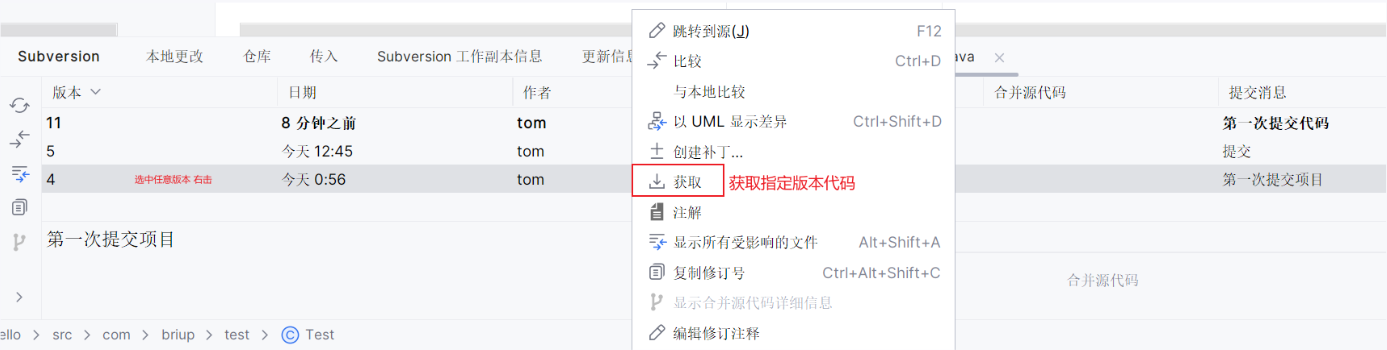 跳转到源(J) F12
Subversion 本地更改 仓库 传入 Subversion 工作副本信息 更新信息 比较 Ctrl+D ava
版本 日期 作者 与本地比较 合并源代码 提交消息
11 8 分钟之前 tom 以 UML 显示差异 Ctrl+Shift+D 第一次提交代码
5 今天 12:45 tom 创建补丁... 提交
4 选中任意版本 右击 今天 0:56 tom 获取 获取指定版本代码 第一次提交项目
注解
第一次提交项目 显示所有受影响的文件 Alt+Shift+A
复制修订号 Ctrl+Alt+Shift+C 合并源代码
显示合并源代码详细信息
ello src com briup test C Test 编辑修订注释